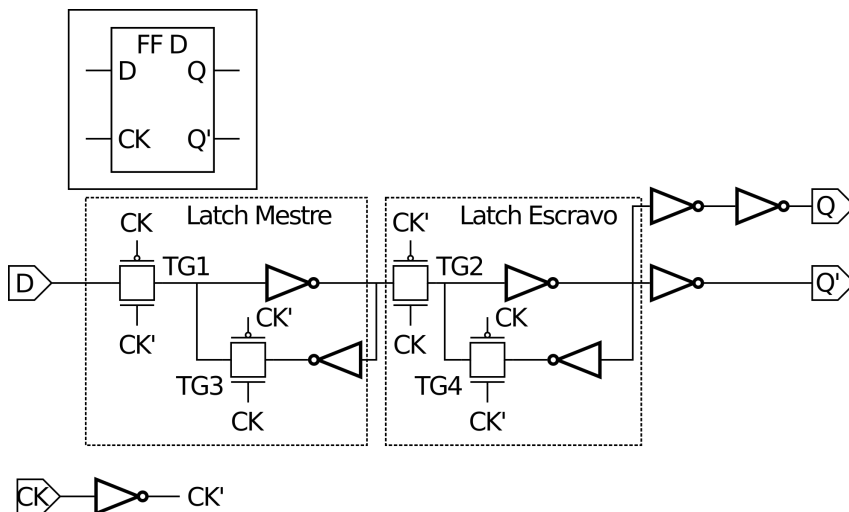 FF D
D Q
CK Q'
Latch Mestre
Latch Escravo
CK
CK'
Q
TG1
TG2
D
Q'
CK'
CK'
CK
CK
TG3
TG4
CK
CK'
CK
CK'